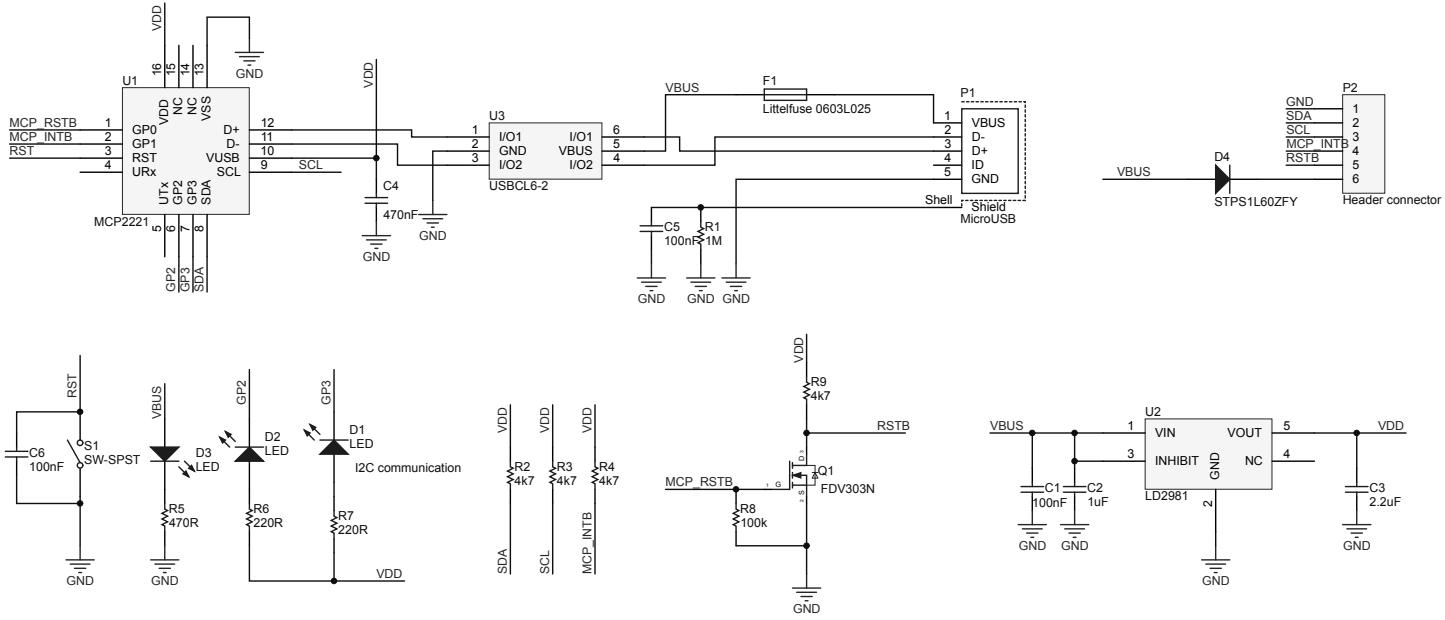 U1
MCP2221
VDD
16
15
14
13
VDD
NC
NC
VSS
GND
MCP_RSTB
1
GP0
MCP_INTB
2
GP1
RST
3
RST
4
URx
D+
12
D-
11
VUSB
10
SCL
9
SCL
UTx
GP2
GP3
SDA
5
6
7
8
GP2
GP3
SDA
VDD
C4
470nF
GND
U3
1
I/O1
2
GND
3
I/O2
I/O1
6
VBUS
5
I/O2
4
USBCL6-2
GND
VBUS
F1
Littelfuse 0603L025
P1
1
VBUS
2
D-
3
D+
4
ID
5
GND
Shell
Shield
MicroUSB
C5
100nF
R1
1M
GND
GND
GND
P2
GND
1
SDA
2
SCL
3
MCP_INTB
4
RSTB
5
6
VBUS
D4
STPS1L60ZFY
Header connector
RST
C6
100nF
S1
SW-SPST
GND
VBUS
D3
LED
R5
470R
GND
GP2
D2
LED
R6
220R
GP3
D1
LED
I2C communication
R7
220R
VDD
VDD
R2
4k7
SDA
VDD
R3
4k7
SCL
VDD
R4
4k7
MCP_INTB
VDD
R9
4k7
RSTB
D
3
Q1
FDV303N
MCP_RSTB
1
G
2
S
R8
100k
GND
VBUS
U2
1
VIN
3
INHIBIT
GND
2
VOUT
5
NC
4
LD2981
VDD
C1
100nF
C2
1uF
C3
2.2uF
GND
GND
GND
GND